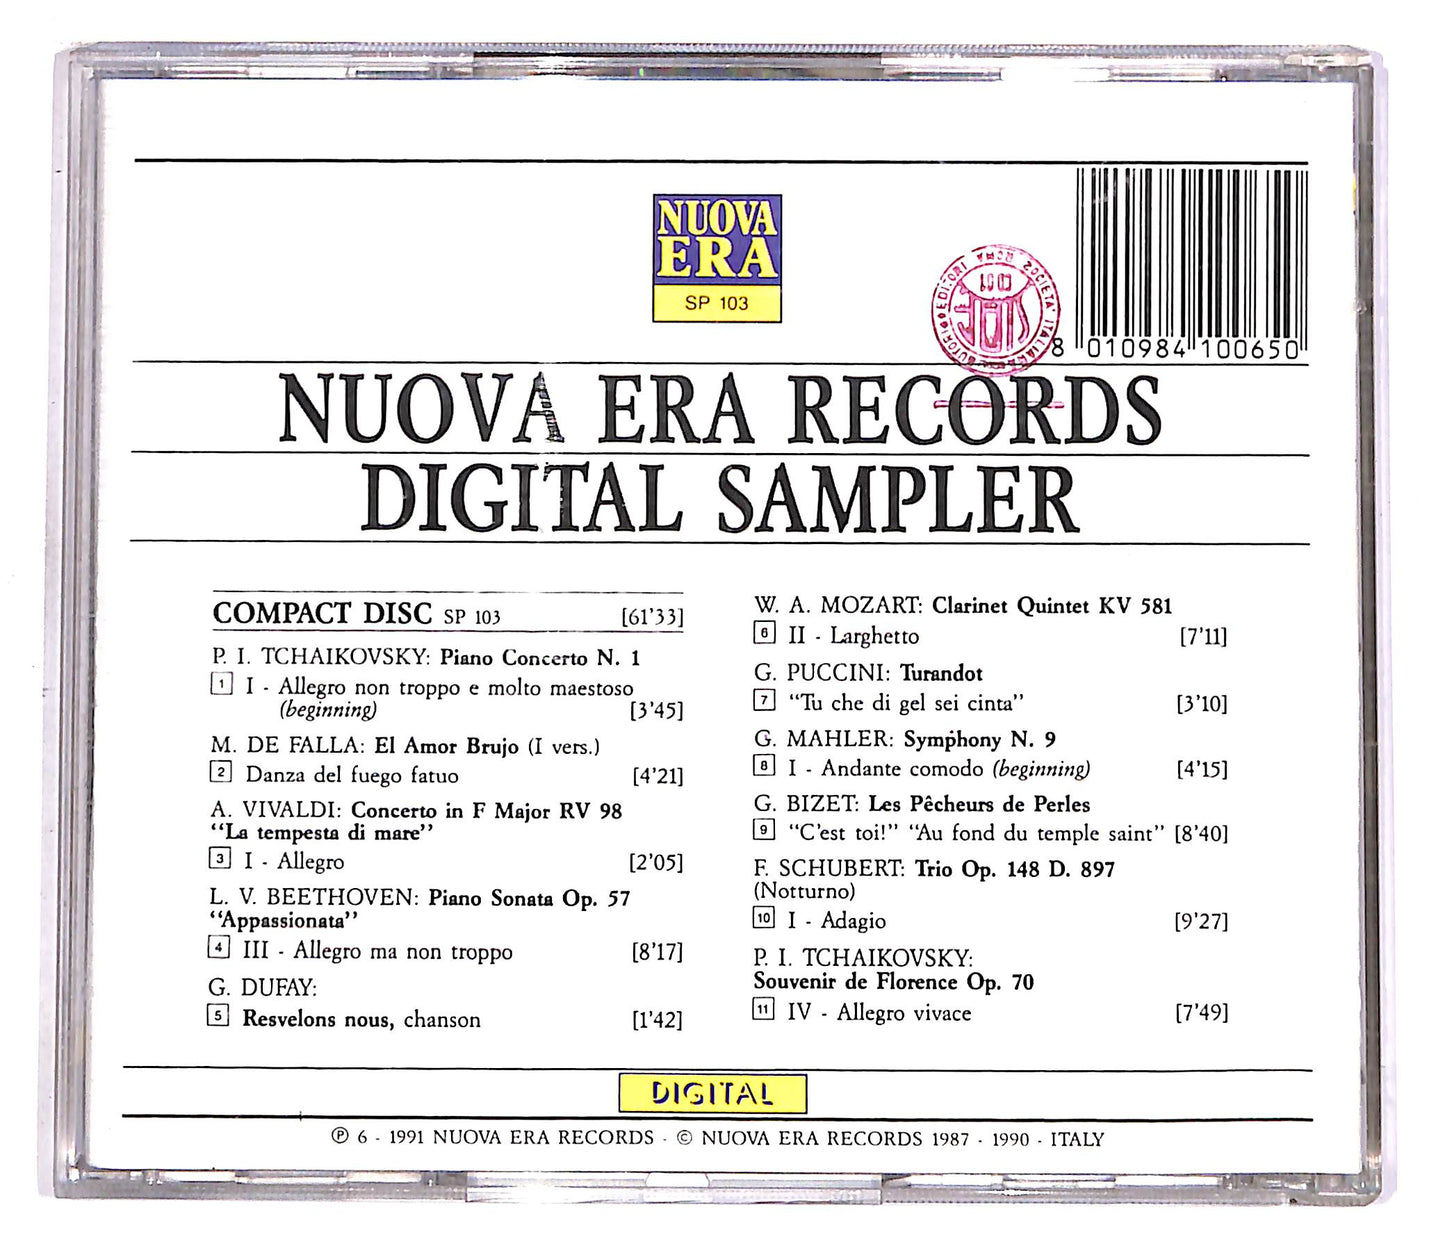 NUOVA
ERA
SP 103
SOCIETÀ ITALIANA AUTORI ED EDITORI ROMA
8 010984 100650
NUOVA ERA RECORDS
DIGITAL SAMPLER
COMPACT DISC SP 103 [61'33]
P. I. TCHAIKOVSKY: Piano Concerto N. 1
1 I - Allegro non troppo e molto maestoso
(beginning) [3'45]
M. DE FALLA: El Amor Brujo (I vers.)
2 Danza del fuego fatuo [4'21]
A. VIVALDI: Concerto in F Major RV 98
“La tempesta di mare”
3 I - Allegro [2'05]
L. V. BEETHOVEN: Piano Sonata Op. 57
“Appassionata”
4 III - Allegro ma non troppo [8'17]
G. DUFAY:
5 Resvelons nous, chanson [1'42]
W. A. MOZART: Clarinet Quintet KV 581
6 II - Larghetto [7'11]
G. PUCCINI: Turandot
7 “Tu che di gel sei cinta” [3'10]
G. MAHLER: Symphony N. 9
8 I - Andante comodo (beginning) [4'15]
G. BIZET: Les Pêcheurs de Perles
9 “C'est toi!” “Au fond du temple saint” [8'40]
F. SCHUBERT: Trio Op. 148 D. 897
(Notturno)
10 I - Adagio [9'27]
P. I. TCHAIKOVSKY:
Souvenir de Florence Op. 70
11 IV - Allegro vivace [7'49]
DIGITAL
℗ 6 - 1991 NUOVA ERA RECORDS - © NUOVA ERA RECORDS 1987 - 1990 - ITALY